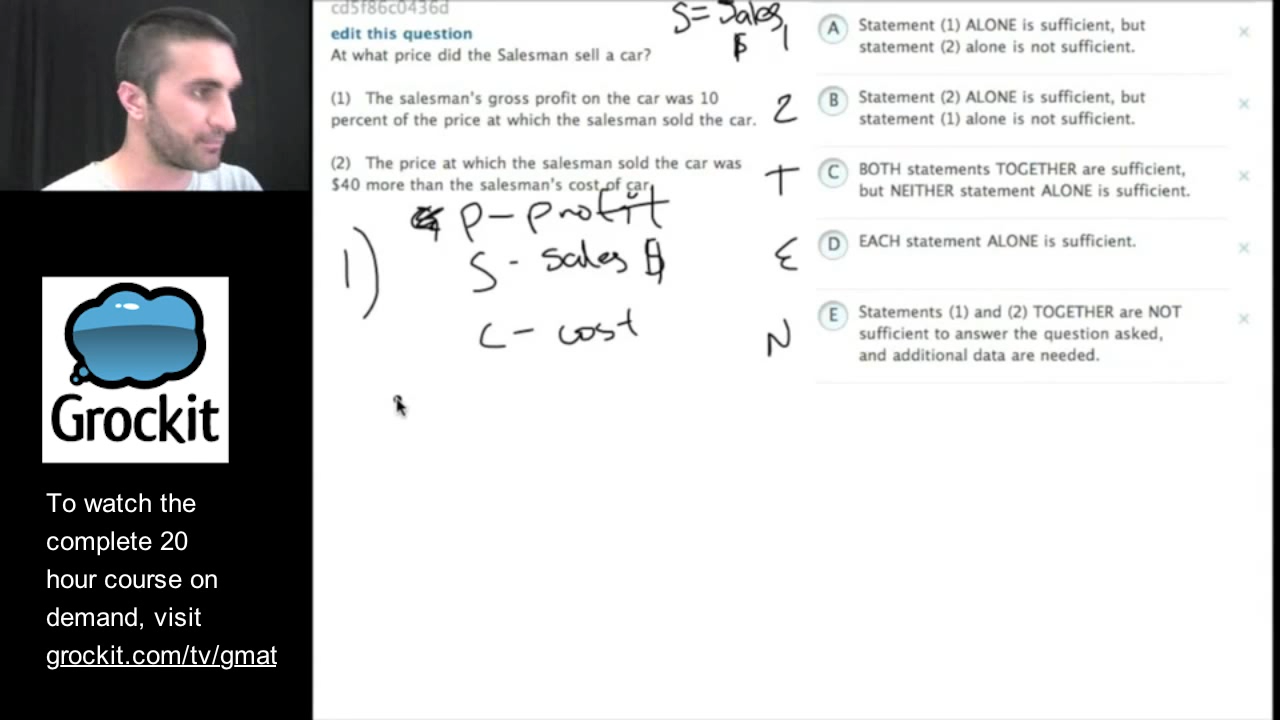 cd5f86c0436d
edit this question
At what price did the Salesman sell a car?
(1) The salesman's gross profit on the car was 10
percent of the price at which the salesman sold the car.
(2) The price at which the salesman sold the car was
$40 more than the salesman's cost of car.
P - profit
1)
S - sales $
C - cost
S = Sales
$
1
2
T
E
N
A
Statement (1) ALONE is sufficient, but
statement (2) alone is not sufficient.
B
Statement (2) ALONE is sufficient, but
statement (1) alone is not sufficient.
C
BOTH statements TOGETHER are sufficient,
but NEITHER statement ALONE is sufficient.
D
EACH statement ALONE is sufficient.
E
Statements (1) and (2) TOGETHER are NOT
sufficient to answer the question asked,
and additional data are needed.
Grockit
To watch the
complete 20
hour course on
demand, visit
grockit.com/tv/gmat